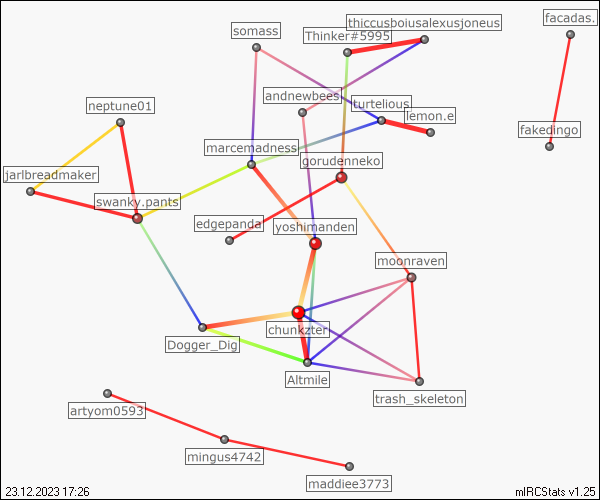 facadas.
thiccusboiusalexusjoneus
somass
Thinker#5995
andnewbees
neptune01
turtelious
lemon.e
fakedingo
marcemadness
gorudenneko
jarlbreadmaker
swanky.pants
edgepanda
yoshimanden
moonraven
chunkzter
Dogger_Dig
Altmile
trash_skeleton
artyom0593
mingus4742
maddiee3773
23.12.2023 17:26
mIRCStats v1.25